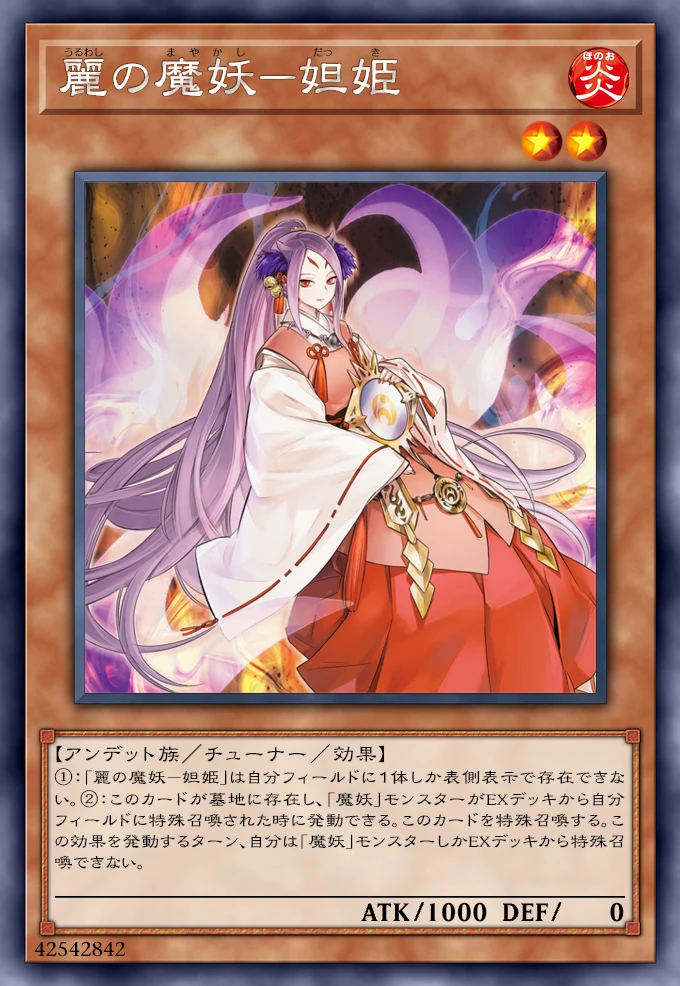 うるわし まやかし だっき
麗の魔妖－妲姫
ほのお
炎
【アンデット族／チューナー／効果】
①：「麗の魔妖－妲姫」は自分フィールドに１体しか表側表示で存在できな
い。②：このカードが墓地に存在し、「魔妖」モンスターがEXデッキから自分
フィールドに特殊召喚された時に発動できる。このカードを特殊召喚する。こ
の効果を発動するターン、自分は「魔妖」モンスターしかEXデッキから特殊召
喚できない。
ATK/1000 DEF/ 0
42542842